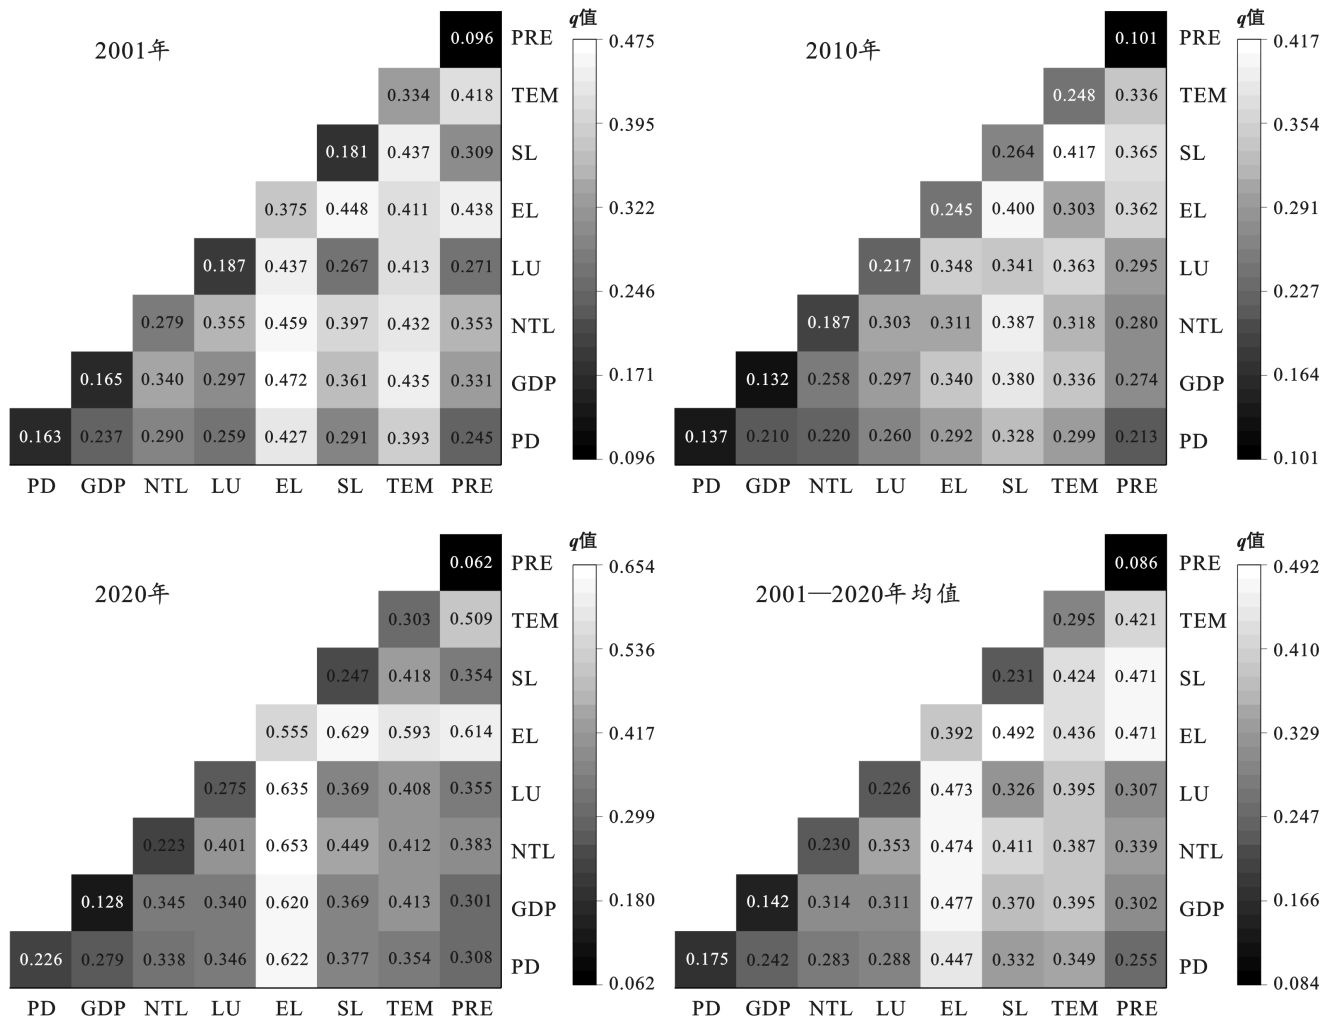 2001年
0.096 PRE
0.334 0.418 TEM
0.181 0.437 0.309 SL
0.375 0.448 0.411 0.438 EL
0.187 0.437 0.267 0.413 0.271 LU
0.279 0.355 0.459 0.397 0.432 0.353 NTL
0.165 0.340 0.297 0.472 0.361 0.435 0.331 GDP
0.163 0.237 0.290 0.259 0.427 0.291 0.393 0.245 PD
PD GDP NTL LU EL SL TEM PRE
q值
0.475
0.395
0.322
0.246
0.171
0.096
2010年
0.101 PRE
0.248 0.336 TEM
0.264 0.417 0.365 SL
0.245 0.400 0.303 0.362 EL
0.217 0.348 0.341 0.363 0.295 LU
0.187 0.303 0.311 0.387 0.318 0.280 NTL
0.132 0.258 0.297 0.340 0.380 0.336 0.274 GDP
0.137 0.210 0.220 0.260 0.292 0.328 0.299 0.213 PD
PD GDP NTL LU EL SL TEM PRE
q值
0.417
0.354
0.291
0.227
0.164
0.101
2020年
0.062 PRE
0.303 0.509 TEM
0.247 0.418 0.354 SL
0.555 0.629 0.593 0.614 EL
0.275 0.635 0.369 0.408 0.355 LU
0.223 0.401 0.653 0.449 0.412 0.383 NTL
0.128 0.345 0.340 0.620 0.369 0.413 0.301 GDP
0.226 0.279 0.338 0.346 0.622 0.377 0.354 0.308 PD
PD GDP NTL LU EL SL TEM PRE
q值
0.654
0.536
0.417
0.299
0.180
0.062
2001—2020年均值
0.086 PRE
0.295 0.421 TEM
0.231 0.424 0.471 SL
0.392 0.492 0.436 0.471 EL
0.226 0.473 0.326 0.395 0.307 LU
0.230 0.353 0.474 0.411 0.387 0.339 NTL
0.142 0.314 0.311 0.477 0.370 0.395 0.302 GDP
0.175 0.242 0.283 0.288 0.447 0.332 0.349 0.255 PD
PD GDP NTL LU EL SL TEM PRE
q值
0.492
0.410
0.329
0.247
0.166
0.084